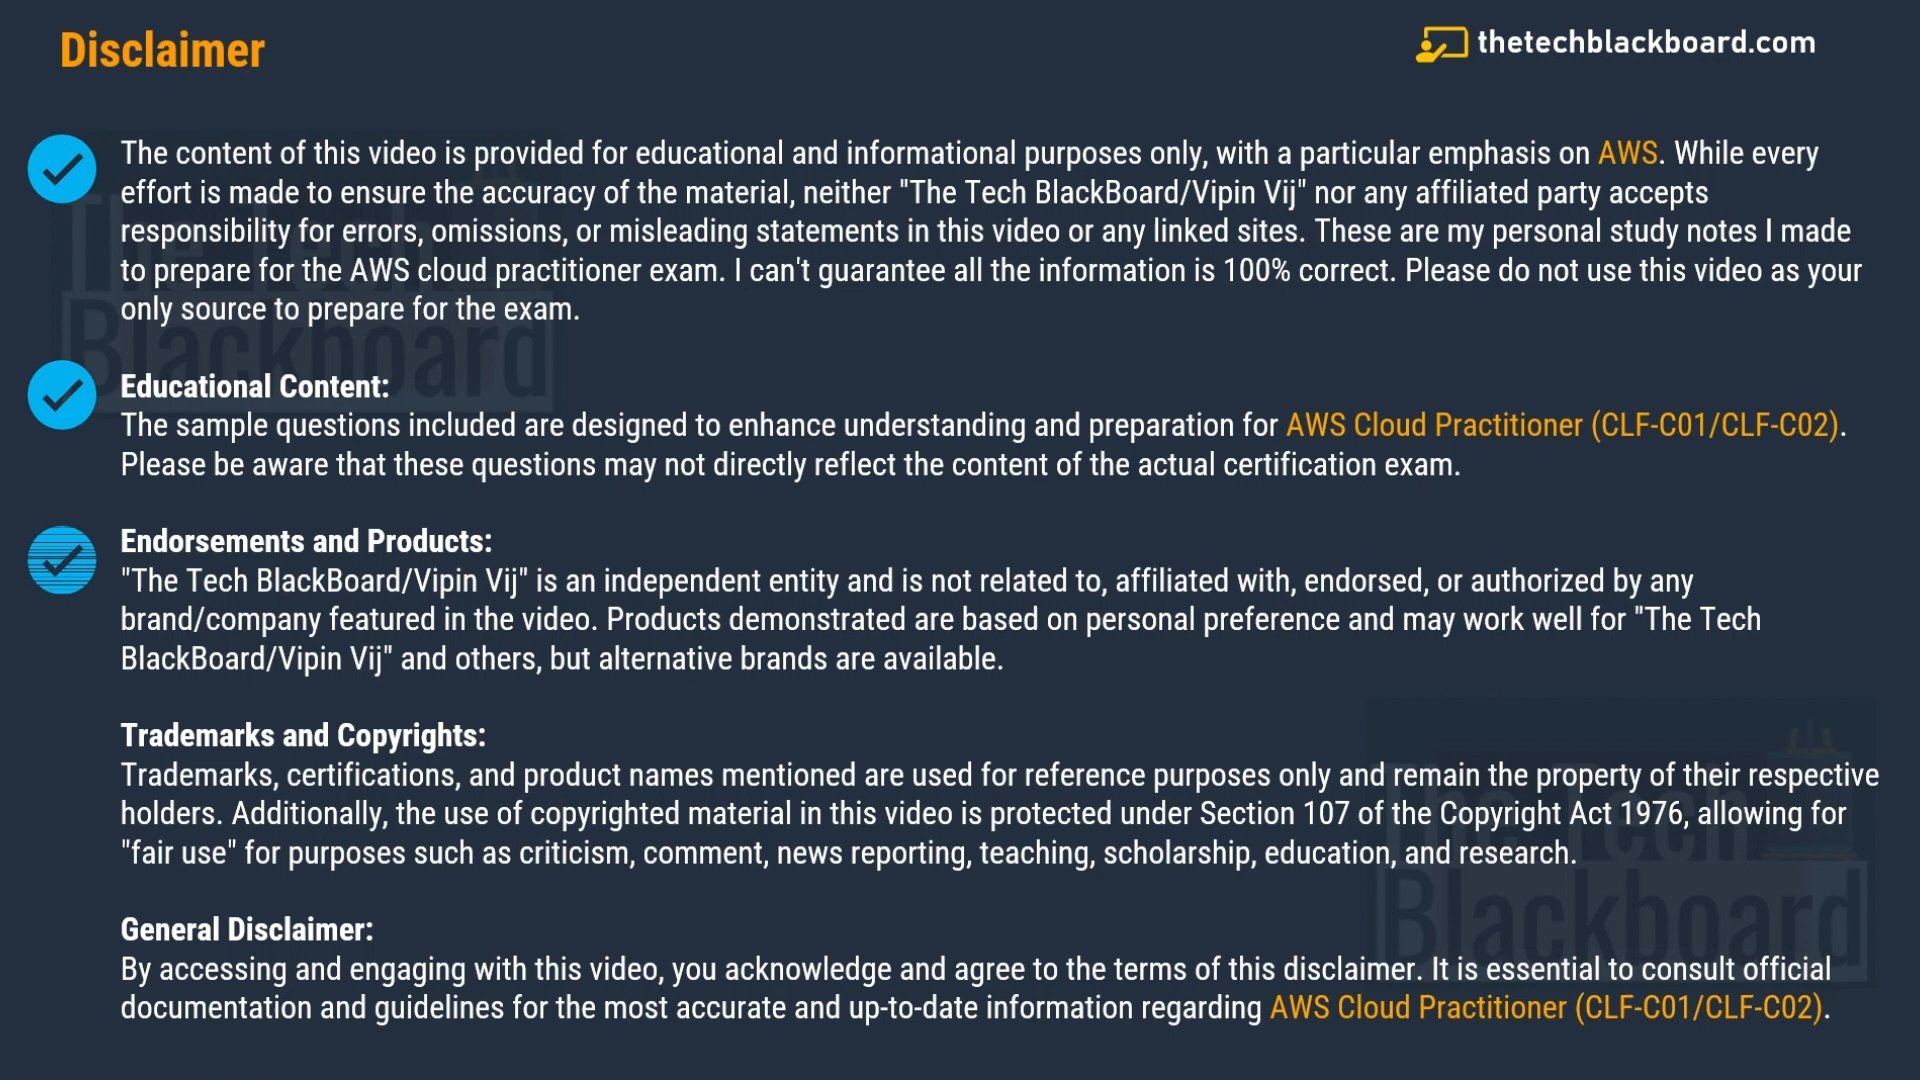 Disclaimer
thetechblackboard.com
The content of this video is provided for educational and informational purposes only, with a particular emphasis on AWS. While every
effort is made to ensure the accuracy of the material, neither "The Tech BlackBoard/Vipin Vij" nor any affiliated party accepts
responsibility for errors, omissions, or misleading statements in this video or any linked sites. These are my personal study notes I made
to prepare for the AWS cloud practitioner exam. I can't guarantee all the information is 100% correct. Please do not use this video as your
only source to prepare for the exam.
Educational Content:
The sample questions included are designed to enhance understanding and preparation for AWS Cloud Practitioner (CLF-C01/CLF-C02).
Please be aware that these questions may not directly reflect the content of the actual certification exam.
Endorsements and Products:
"The Tech BlackBoard/Vipin Vij" is an independent entity and is not related to, affiliated with, endorsed, or authorized by any
brand/company featured in the video. Products demonstrated are based on personal preference and may work well for "The Tech
BlackBoard/Vipin Vij" and others, but alternative brands are available.
Trademarks and Copyrights:
Trademarks, certifications, and product names mentioned are used for reference purposes only and remain the property of their respective
holders. Additionally, the use of copyrighted material in this video is protected under Section 107 of the Copyright Act 1976, allowing for
"fair use" for purposes such as criticism, comment, news reporting, teaching, scholarship, education, and research.
General Disclaimer:
By accessing and engaging with this video, you acknowledge and agree to the terms of this disclaimer. It is essential to consult official
documentation and guidelines for the most accurate and up-to-date information regarding AWS Cloud Practitioner (CLF-C01/CLF-C02).
The Tech
Blackboard
The Tech
Blackboard